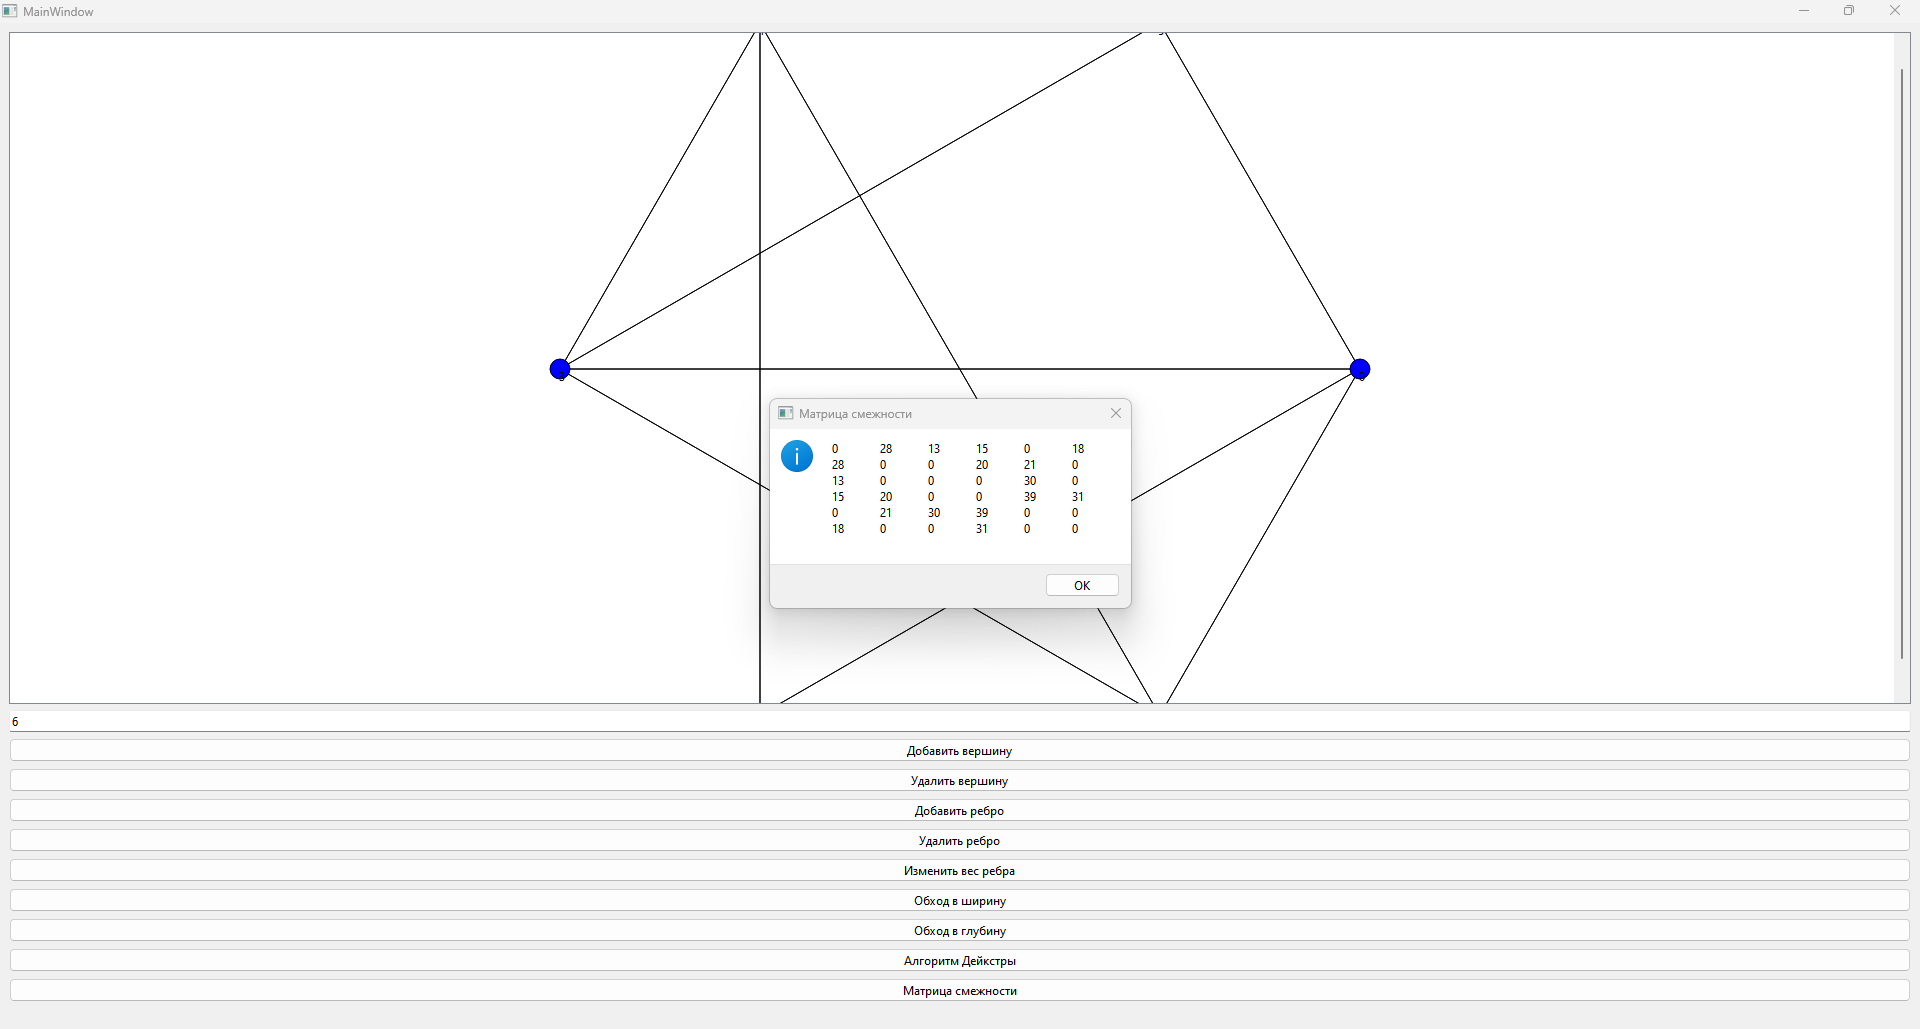 MainWindow
Матрица смежности
0 28 13 15 0 18
28 0 0 20 21 0
13 0 0 0 30 0
15 20 0 0 39 31
0 21 30 39 0 0
18 0 0 31 0 0
OK
6
Добавить вершину
Удалить вершину
Добавить ребро
Удалить ребро
Изменить вес ребра
Обход в ширину
Обход в глубину
Алгоритм Дейкстры
Матрица смежности